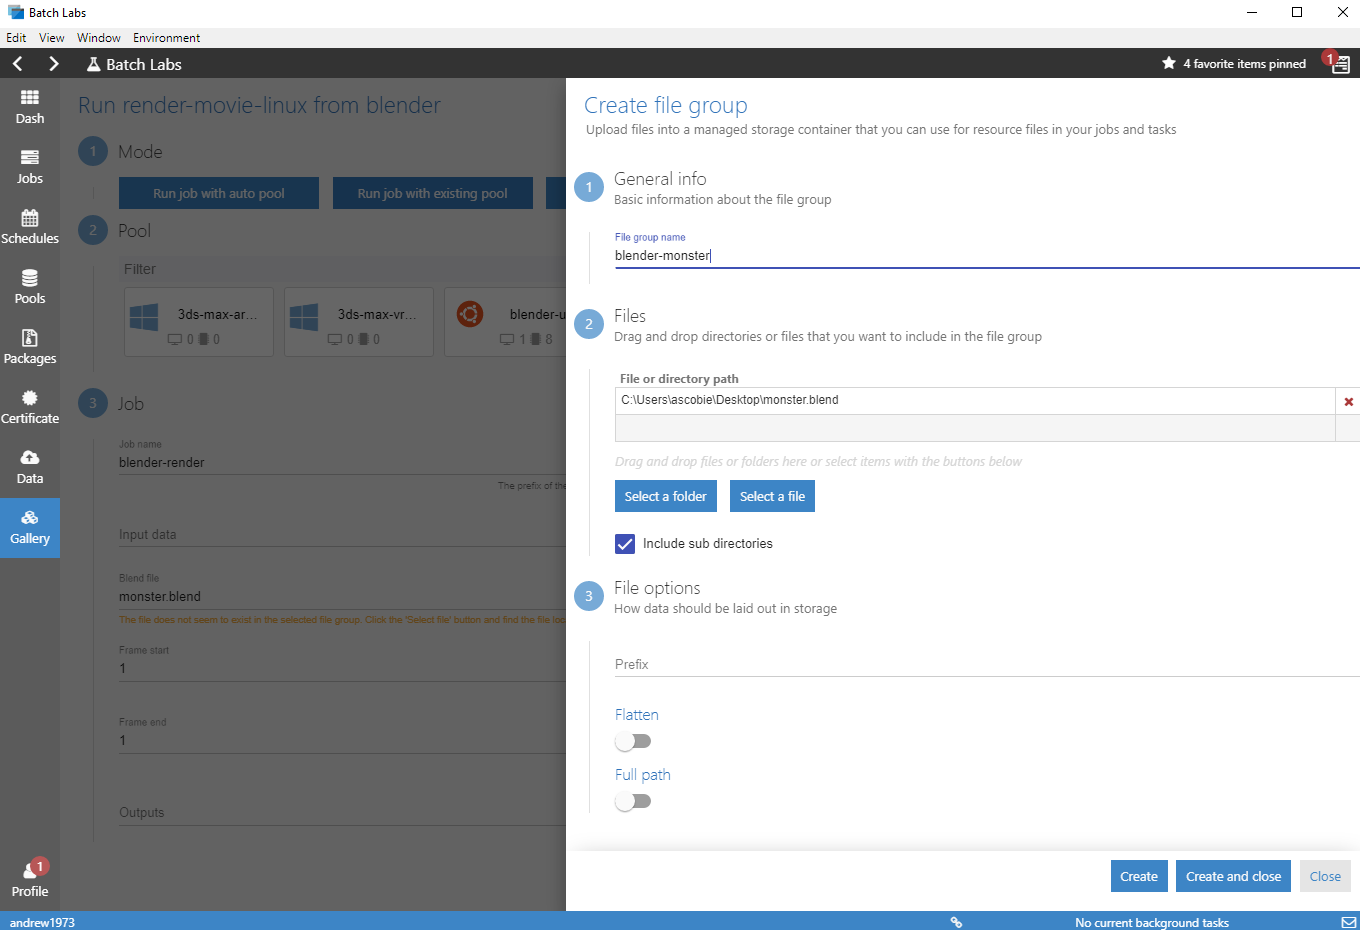 Batch Labs
Edit View Window Environment
Batch Labs
4 favorite items pinned
1
Dash
Jobs
Schedules
Pools
Packages
Certificate
Data
Gallery
1
Profile
Run render-movie-linux from blender
1 Mode
Run job with auto pool Run job with existing pool
2 Pool
Filter
3ds-max-ar... 3ds-max-vr... blender-u
0 0 0 0 1 8
3 Job
Job name
blender-render
The prefix of the
Input data
Blend file
monster.blend
The file does not seem to exist in the selected file group. Click the 'Select file' button and find the file loc
Frame start
1
Frame end
1
Outputs
Create file group
Upload files into a managed storage container that you can use for resource files in your jobs and tasks
1 General info
Basic information about the file group
File group name
blender-monster
2 Files
Drag and drop directories or files that you want to include in the file group
File or directory path
C:\Users\ascobie\Desktop\monster.blend
Drag and drop files or folders here or select items with the buttons below
Select a folder Select a file
Include sub directories
3 File options
How data should be laid out in storage
Prefix
Flatten
Full path
Create Create and close Close
andrew1973 No current background tasks